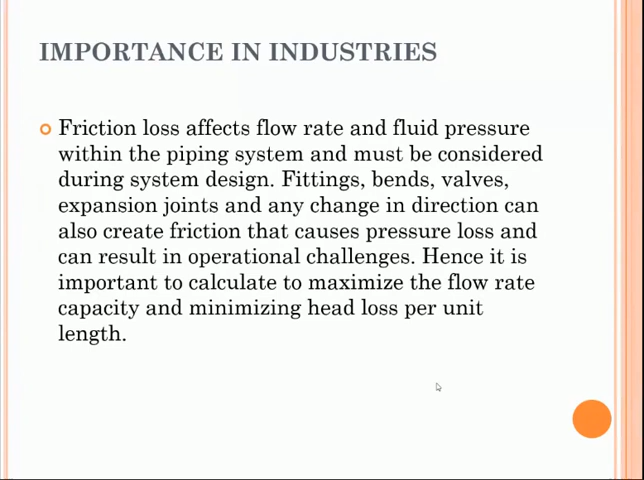 IMPORTANCE IN INDUSTRIES
Friction loss affects flow rate and fluid pressure
within the piping system and must be considered
during system design. Fittings, bends, valves,
expansion joints and any change in direction can
also create friction that causes pressure loss and
can result in operational challenges. Hence it is
important to calculate to maximize the flow rate
capacity and minimizing head loss per unit
length.